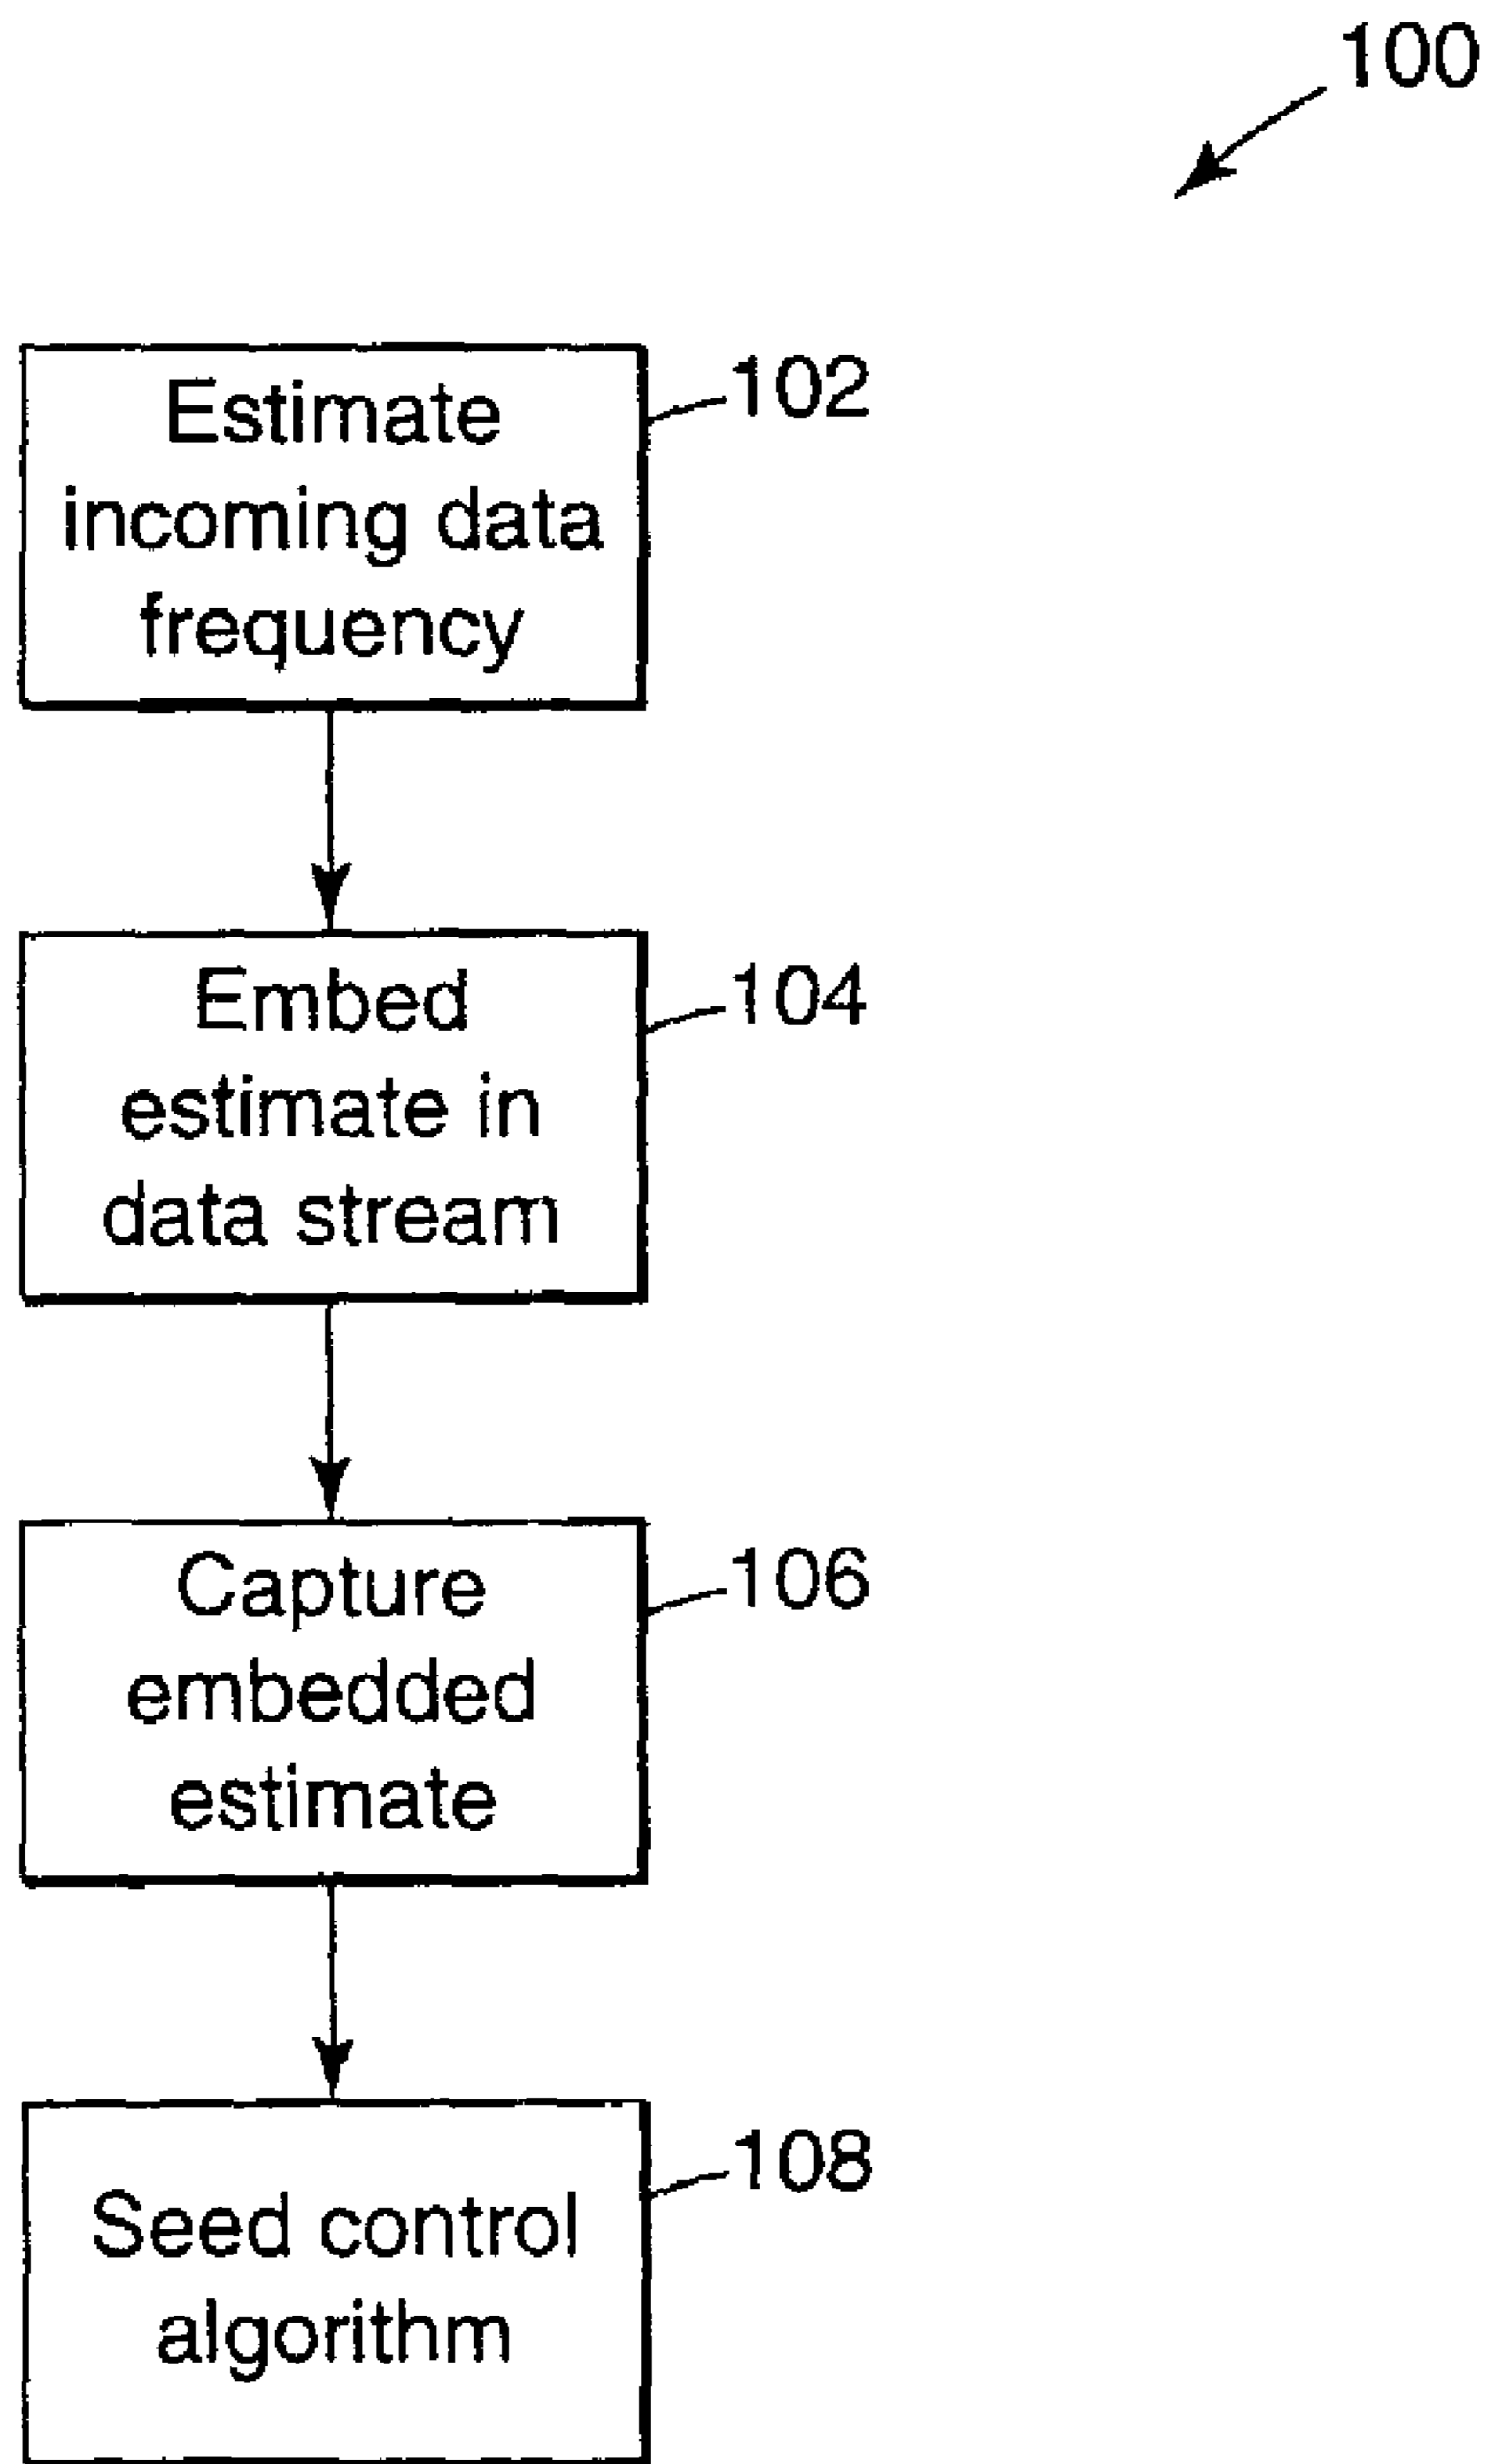 100
Estimate
incoming data
frequency
102
Embed
estimate in
data stream
104
Capture
embedded
estimate
106
Seed control
algorithm
108